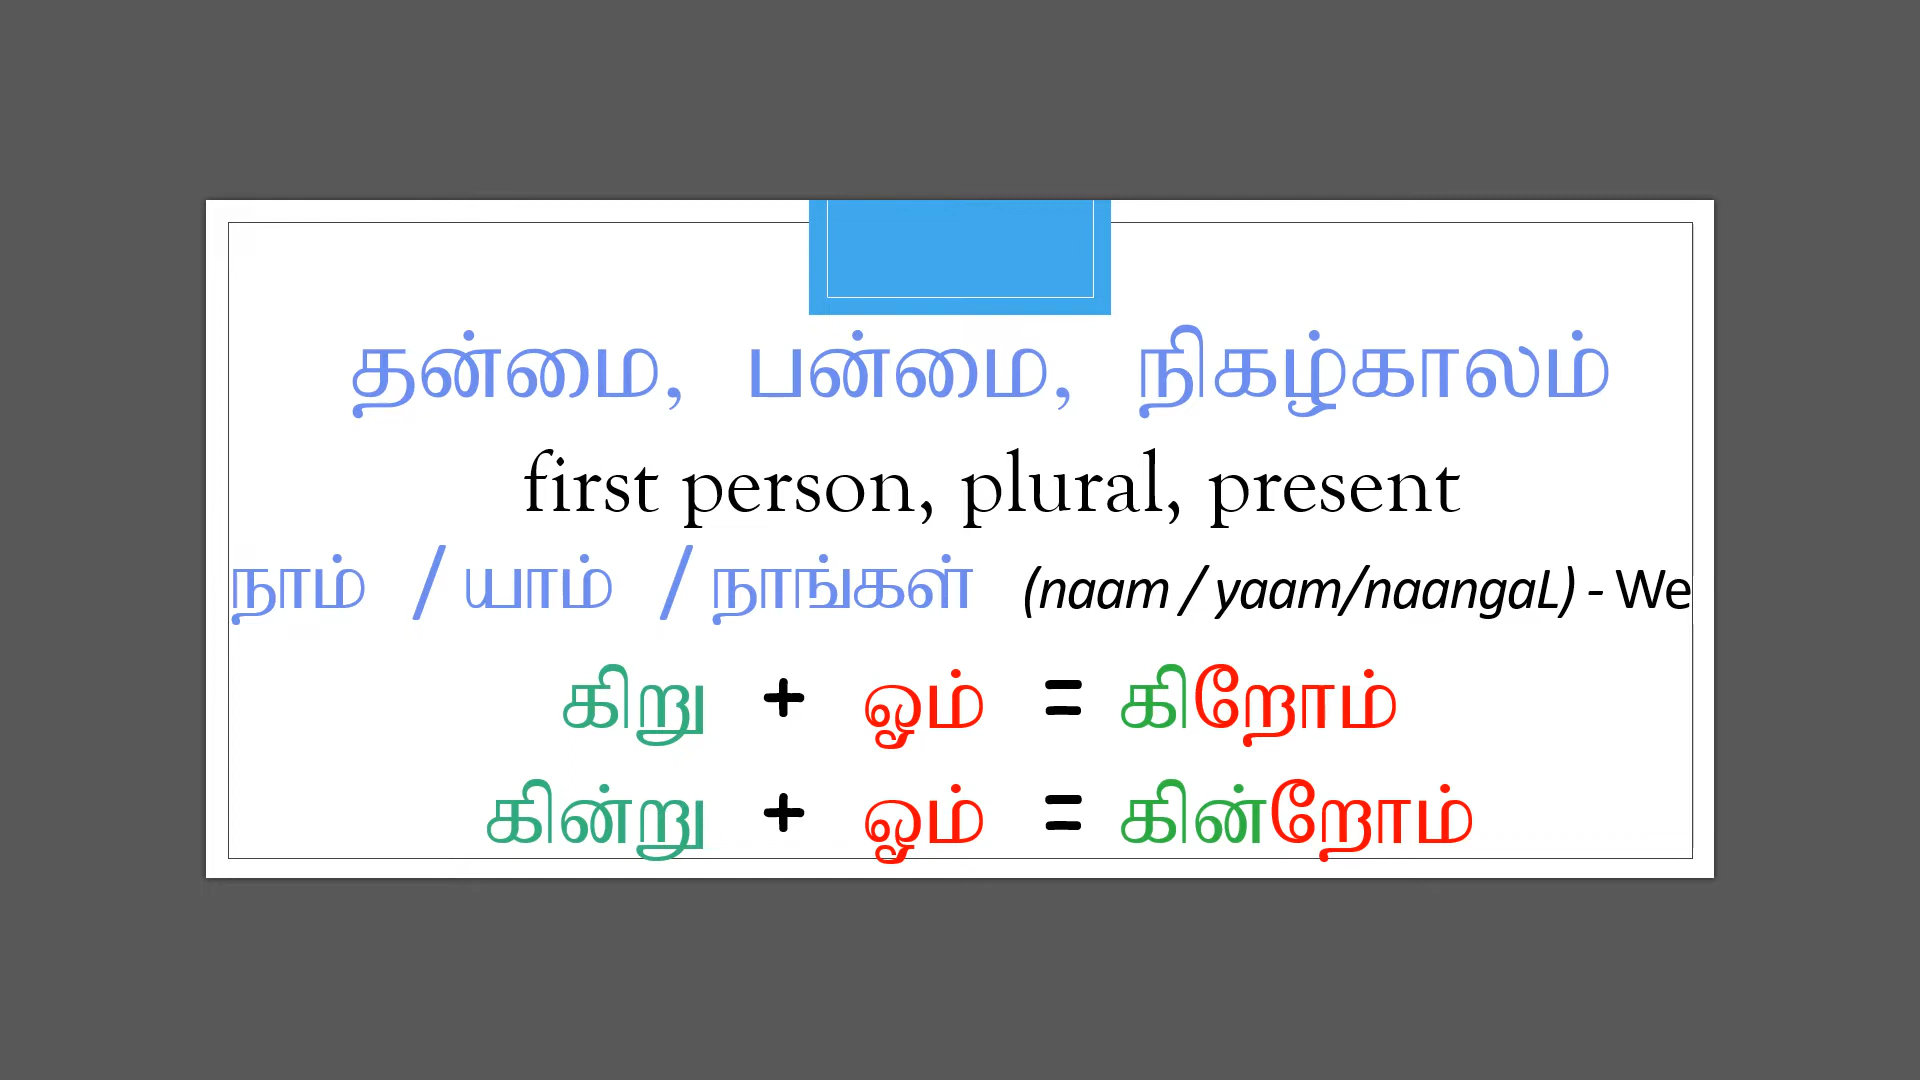 தன்மை, பன்மை, நிகழ்காலம்
first person, plural, present
நாம் / யாம் / நாங்கள் (naam / yaam/naangaL) - We
கிறு + ஓம் = கிறோம்
கின்று + ஓம் = கின்றோம்